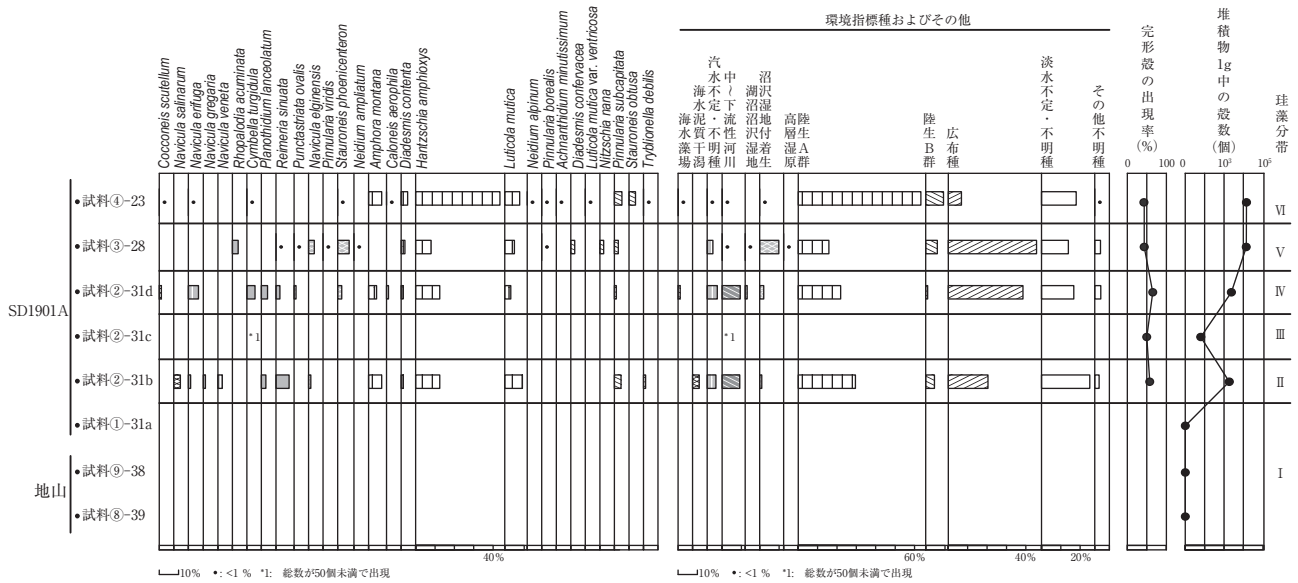 環境指標種およびその他
Cocconeis scutellum
Navicula salinarum
Navicula erifuga
Navicula gregaria
Navicula veneta
Rhopalodia acuminata
Cymbella turgidula
Planothidium lanceolatum
Reimeria sinuata
Punctastriata ovalis
Navicula elginensis
Pinnularia viridis
Stauroneis phoenicenteron
Neidium ampliatum
Amphora montana
Caloneis aerophila
Diadesmis contenta
Hantzschia amphioxys
Luticola mutica
Neidium alpinum
Pinnularia borealis
Achnanthidium minutissimum
Diadesmis confervacea
Luticola mutica var. ventricosa
Nitzschia nana
Pinnularia subcapitata
Stauroneis obtusa
Tryblionella debilis
海水藻場
海水泥質干潟
汽水不定・不明種
中～下流性河川
湖沼沼沢湿地
沼沢湿地付着生
高層湿原
陸生A群
陸生B群
広布種
淡水不定・不明種
その他不明種
完形殻の出現率(%)
堆積物1g中の殻数(個)
珪藻分帯
0 100 0 10³ 10⁵
SD1901A
•試料④-23 Ⅵ
•試料③-28 Ⅴ
•試料②-31d Ⅳ
•試料②-31c *1 *1 Ⅲ
•試料②-31b Ⅱ
•試料①-31a
地山
•試料⑨-38 Ⅰ
•試料⑧-39
40% 60% 40% 20%
10% •: <1 % *1: 総数が50個未満で出現
10% •: <1 % *1: 総数が50個未満で出現